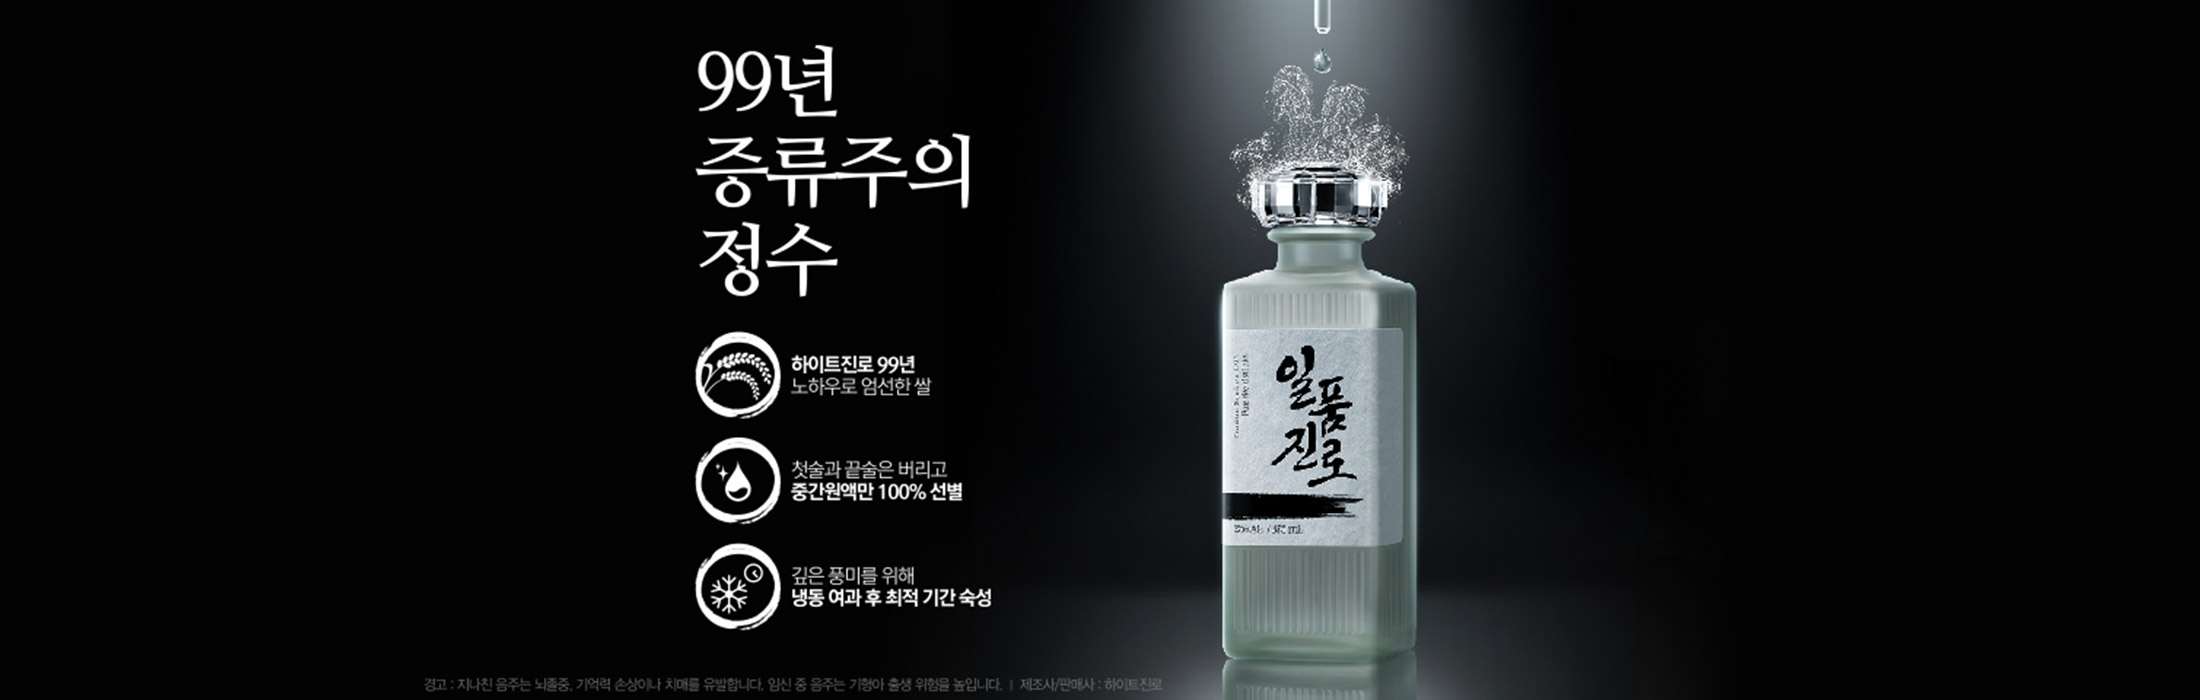 99년
증류주의
정수
하이트진로 99년
노하우로 엄선한 쌀
첫술과 끝술은 버리고
중간원액만 100% 선별
깊은 풍미를 위해
냉동 여과 후 최적 기간 숙성
일품
진로
경고 : 지나친 음주는 뇌졸중, 기억력 손상이나 치매를 유발합니다. 임신 중 음주는 기형아 출생 위험을 높입니다. | 제조사/판매사 : 하이트진로